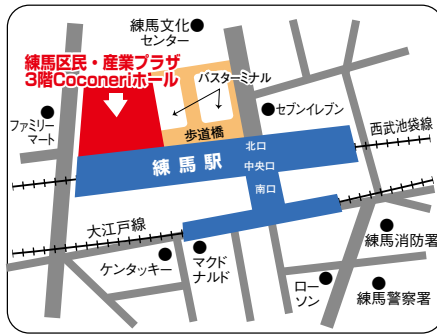 練馬文化
センター
練馬区民・産業プラザ
3階Coconeriホール
バスターミナル
ファミリー
マート
セブンイレブン
歩道橋
北口
西武池袋線
練馬駅
中央口
南口
大江戸線
ケンタッキー
マクド
ナルド
練馬消防署
ロー
ソン
練馬警察署